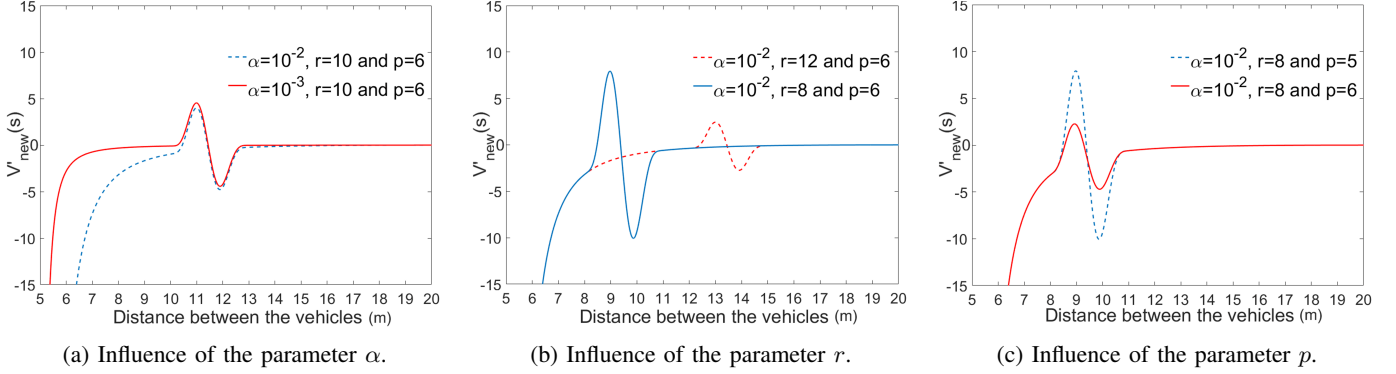 15
10
5
0
-5
-10
-15
V'new(s)
α=10^-2, r=10 and p=6
α=10^-3, r=10 and p=6
5 6 7 8 9 10 11 12 13 14 15 16 17 18 19 20
Distance between the vehicles (m)
(a) Influence of the parameter α.
15
10
5
0
-5
-10
-15
V'new(s)
α=10^-2, r=12 and p=6
α=10^-2, r=8 and p=6
5 6 7 8 9 10 11 12 13 14 15 16 17 18 19 20
Distance between the vehicles (m)
(b) Influence of the parameter r.
15
10
5
0
-5
-10
-15
V'new(s)
α=10^-2, r=8 and p=5
α=10^-2, r=8 and p=6
5 6 7 8 9 10 11 12 13 14 15 16 17 18 19 20
Distance between the vehicles (m)
(c) Influence of the parameter p.